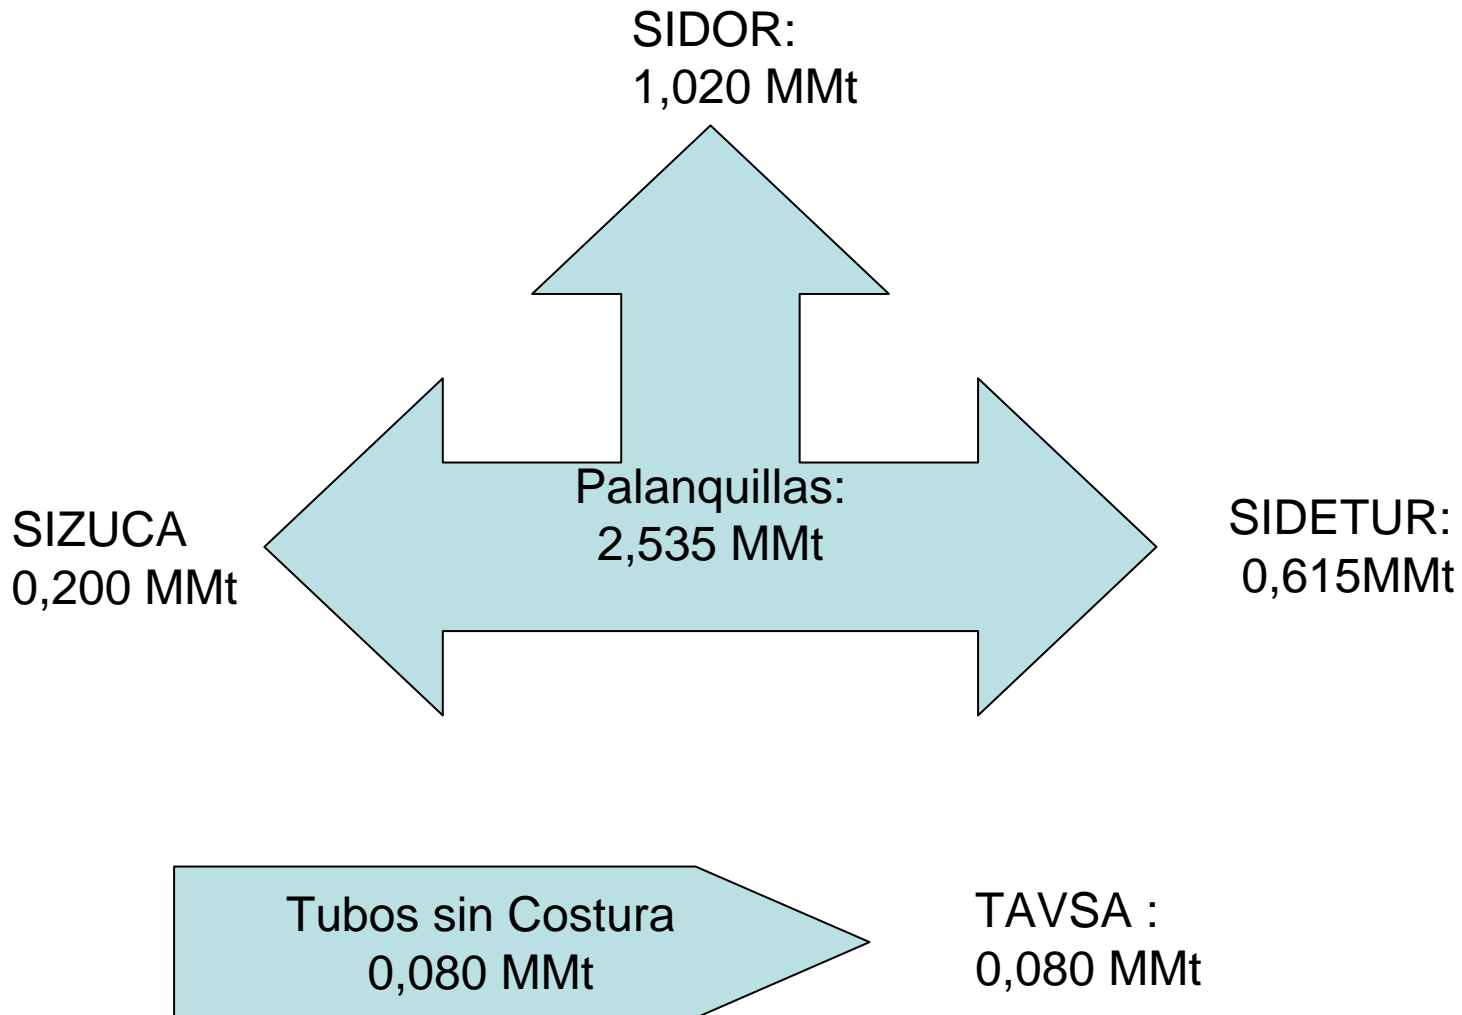 SIDOR:
1,020 MMt
Palanquillas:
2,535 MMt
SIZUCA
0,200 MMt
SIDETUR:
0,615MMt
Tubos sin Costura
0,080 MMt
TAVSA :
0,080 MMt